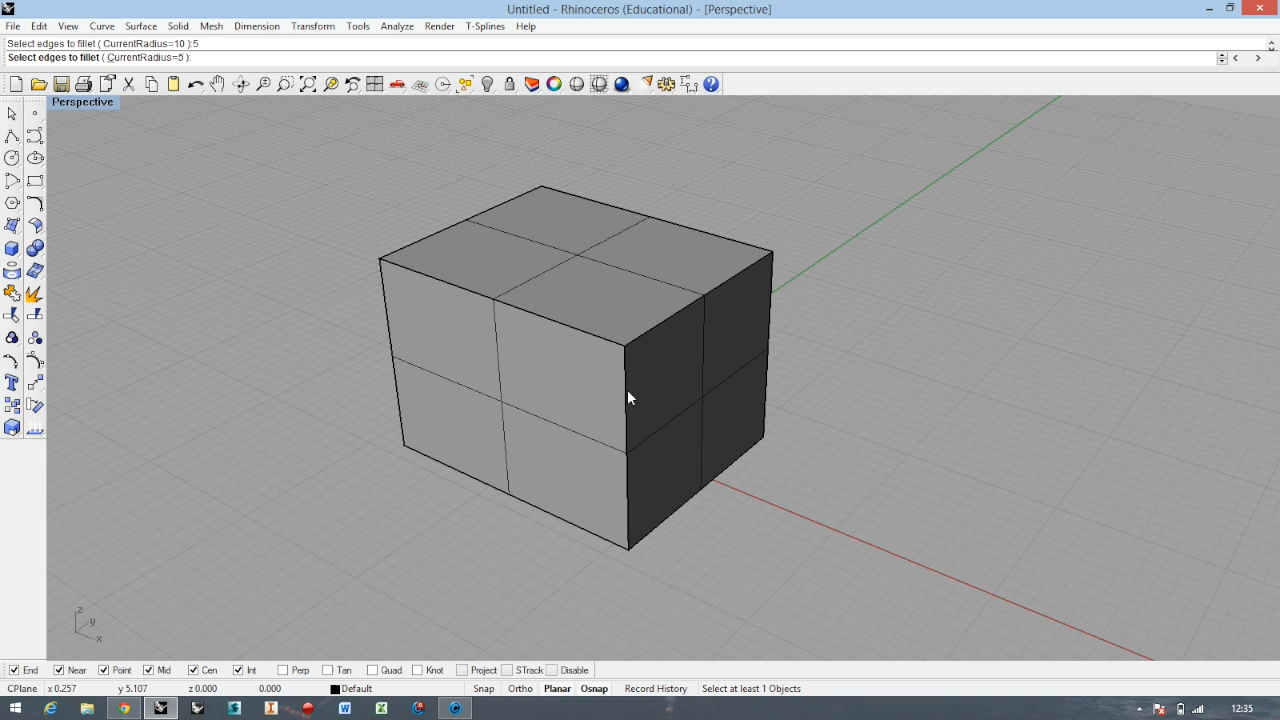 Untitled - Rhinoceros (Educational) - [Perspective]
File Edit View Curve Surface Solid Mesh Dimension Transform Tools Analyze Render T-Splines Help
Select edges to fillet ( CurrentRadius=10 ):5
Select edges to fillet ( CurrentRadius=5 ):
Perspective
z
y
x
End Near Point Mid Cen Int Perp Tan Quad Knot Project STrack Disable
CPlane x 0.257 y 5.107 z 0.000 0.000 Default Snap Ortho Planar Osnap Record History Select at least 1 Objects
12:35